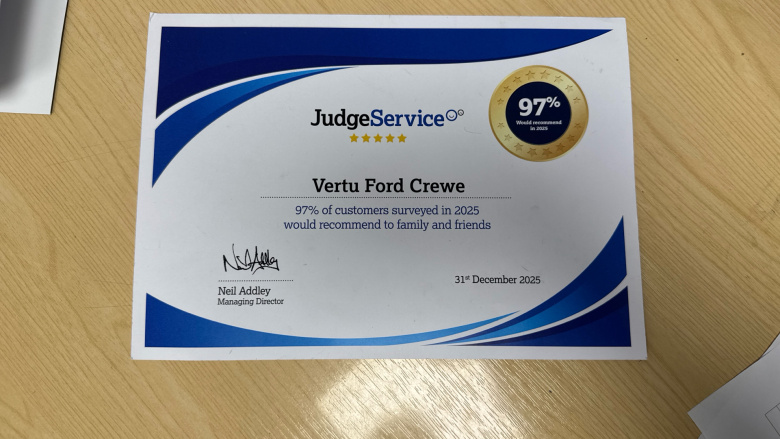 JudgeService
97%
Would recommend
in 2025
Vertu Ford Crewe
97% of customers surveyed in 2025
would recommend to family and friends
31st December 2025
Neil Addley
Managing Director